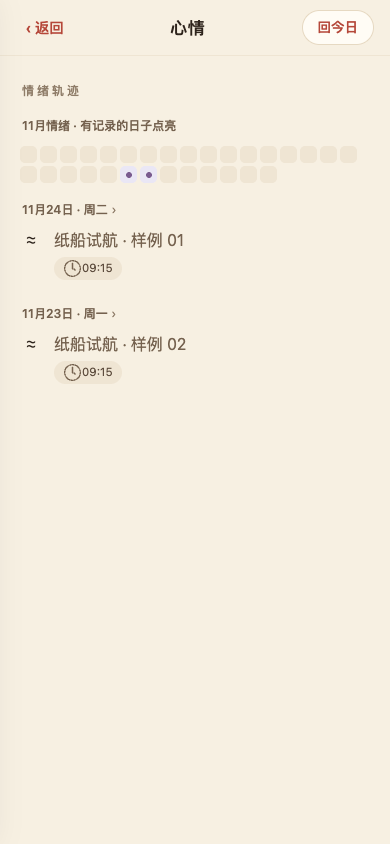 ‹ 返回
心情
回今日
情绪轨迹
11月情绪 · 有记录的日子点亮
11月24日 · 周二 ›
≈ 纸船试航 · 样例 01
09:15
11月23日 · 周一 ›
≈ 纸船试航 · 样例 02
09:15